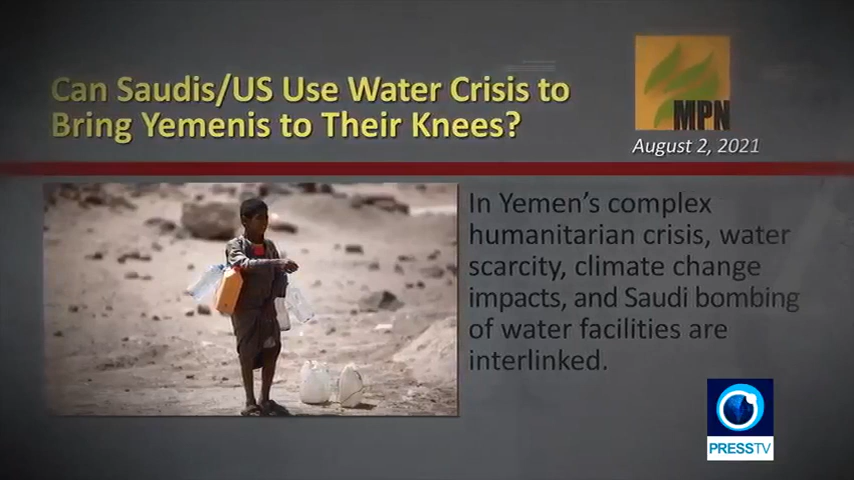 Can Saudis/US Use Water Crisis to
Bring Yemenis to Their Knees?
MPN
August 2, 2021
In Yemen's complex
humanitarian crisis, water
scarcity, climate change
impacts, and Saudi bombing
of water facilities are
interlinked.
PRESSTV